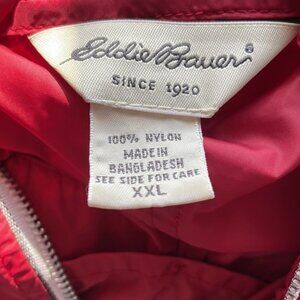 Eddie Bauer®
SINCE 1920
100% NYLON
MADE IN
BANGLADESH
SEE SIDE FOR CARE
XXL